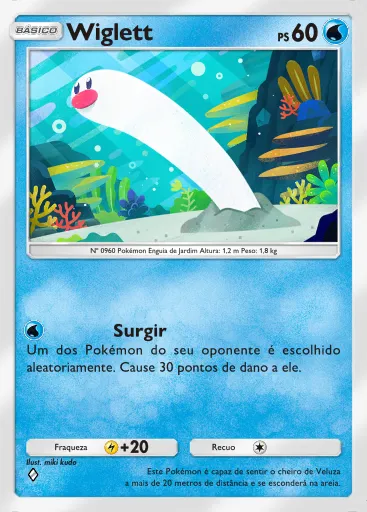 BÁSICO Wiglett PS 60
Nº 0960 Pokémon Enguia de Jardim Altura: 1,2 m Peso: 1,8 kg
Surgir
Um dos Pokémon do seu oponente é escolhido
aleatoriamente. Cause 30 pontos de dano a ele.
Fraqueza +20 Recuo
Ilust. miki kudo
Este Pokémon é capaz de sentir o cheiro de Veluza
a mais de 20 metros de distância e se esconderá na areia.